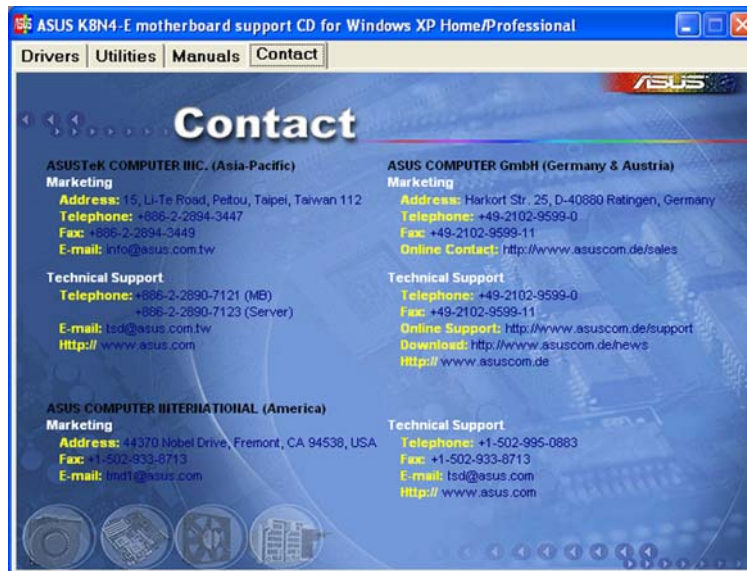 ASUS K8N4-E motherboard support CD for Windows XP Home/Professional
Drivers Utilities Manuals Contact
ASUS
Contact
ASUSTeK COMPUTER INC. (Asia-Pacific)
Marketing
Address: 15, Li-Te Road, Peitou, Taipei, Taiwan 112
Telephone: +886-2-2894-3447
Fax: +886-2-2894-3449
E-mail: info@asus.com.tw
Technical Support
Telephone: +886-2-2890-7121 (MB)
+886-2-2890-7123 (Server)
E-mail: tsd@asus.com.tw
Http:// www.asus.com
ASUS COMPUTER GmbH (Germany & Austria)
Marketing
Address: Harkort Str. 25, D-40880 Ratingen, Germany
Telephone: +49-2102-9599-0
Fax: +49-2102-9599-11
Online Contact: http://www.asuscom.de/sales
Technical Support
Telephone: +49-2102-9599-0
Fax: +49-2102-9599-11
Online Support: http://www.asuscom.de/support
Download: http://www.asuscom.de/news
Http:// www.asuscom.de
ASUS COMPUTER INTERNATIONAL (America)
Marketing
Address: 44370 Nobel Drive, Fremont, CA 94538, USA
Fax: +1-502-933-8713
E-mail: tmd1@asus.com
Technical Support
Telephone: +1-502-995-0883
Fax: +1-502-933-8713
E-mail: tsd@asus.com
Http:// www.asus.com